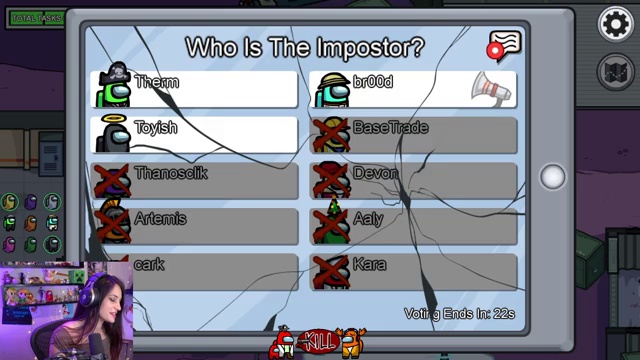 TOTAL TASKS
Who Is The Impostor?
Therm
br00d
Toyish
BaseTrade
Thanosclik
Devon
Artemis
Aaly
cark
Kara
Voting Ends In: 22s
KILL